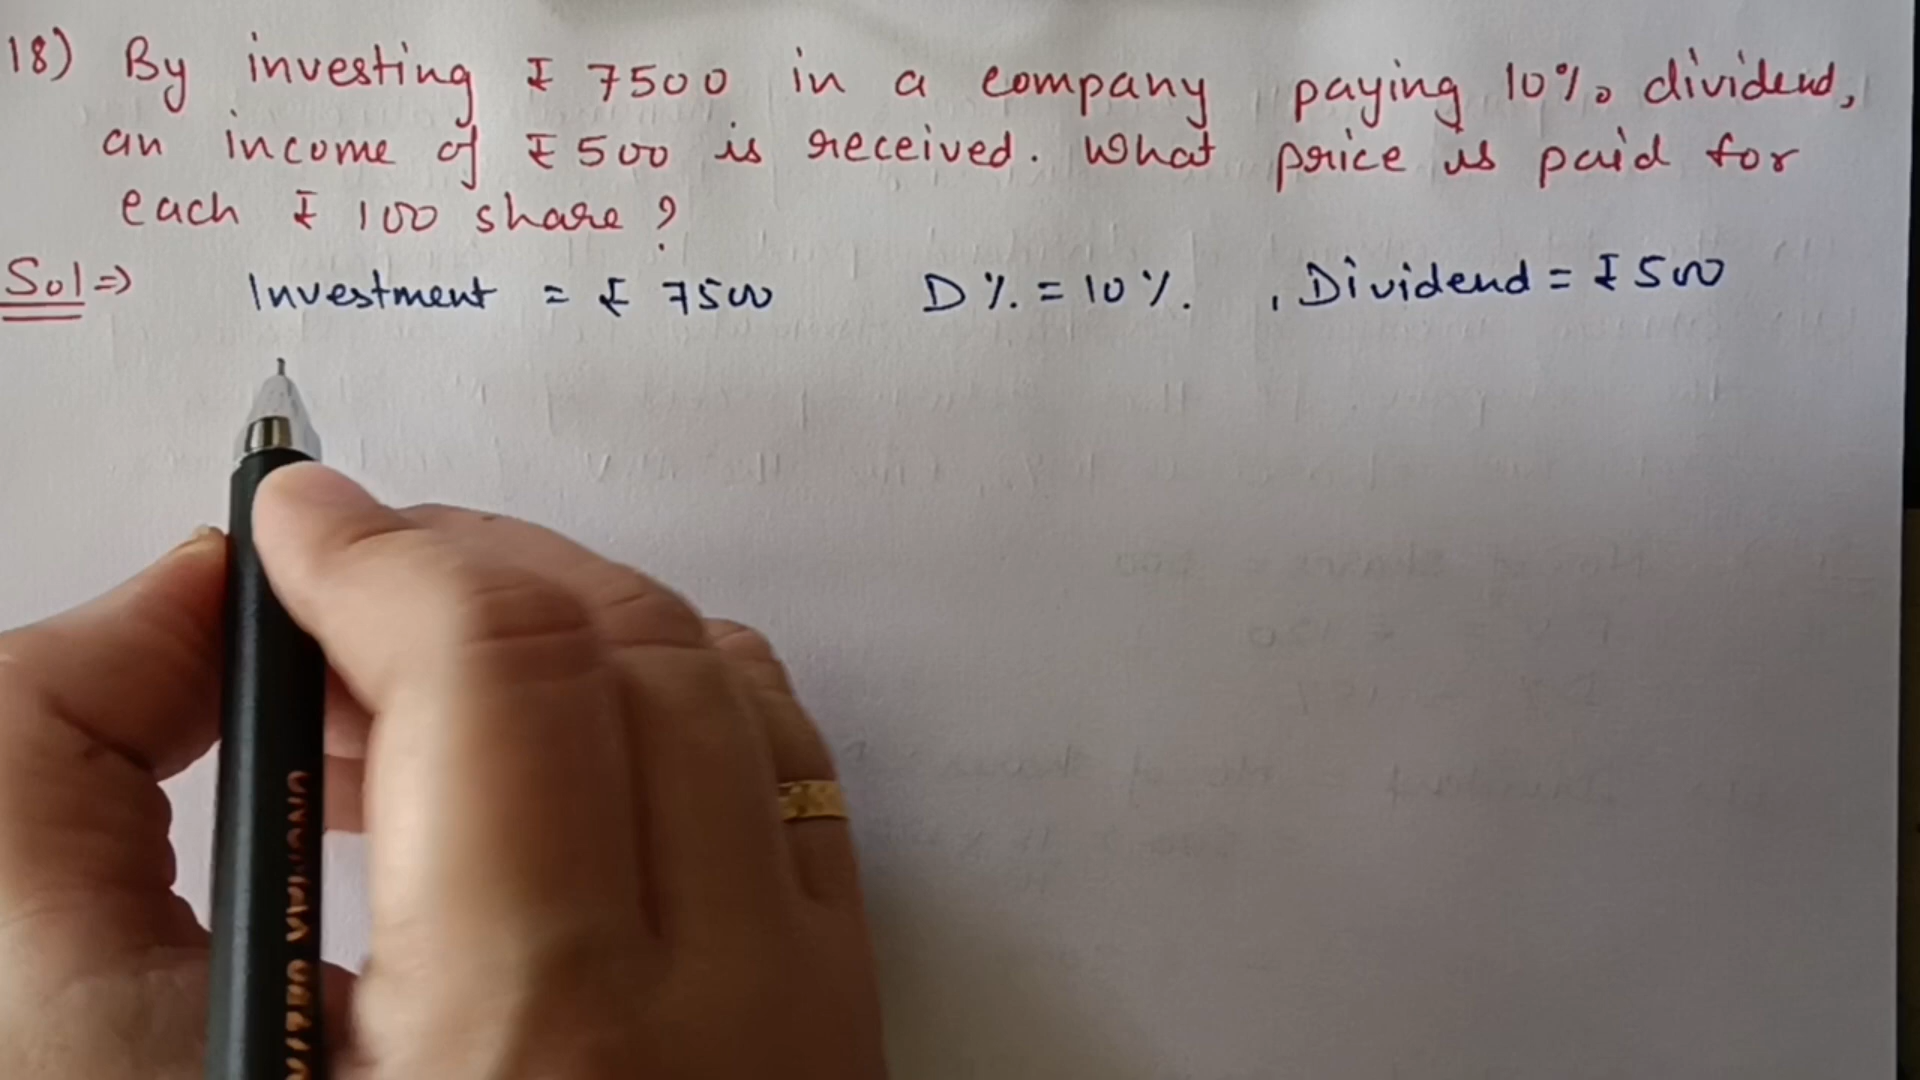 18) By investing ₹ 7500 in a company paying 10% dividend,
an income of ₹ 500 is received. What price is paid for
each ₹ 100 share?
Sol⇒ Investment = ₹ 7500 D%. = 10%. , Dividend = ₹ 500